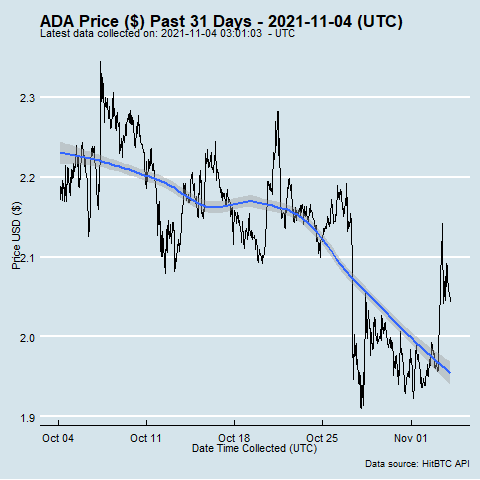 ADA Price ($) Past 31 Days - 2021-11-04 (UTC)
Latest data collected on: 2021-11-04 03:01:03 - UTC
2.3
2.2
2.1
2.0
1.9
Price USD ($)
Oct 04 Oct 11 Oct 18 Oct 25 Nov 01
Date Time Collected (UTC)
Data source: HitBTC API